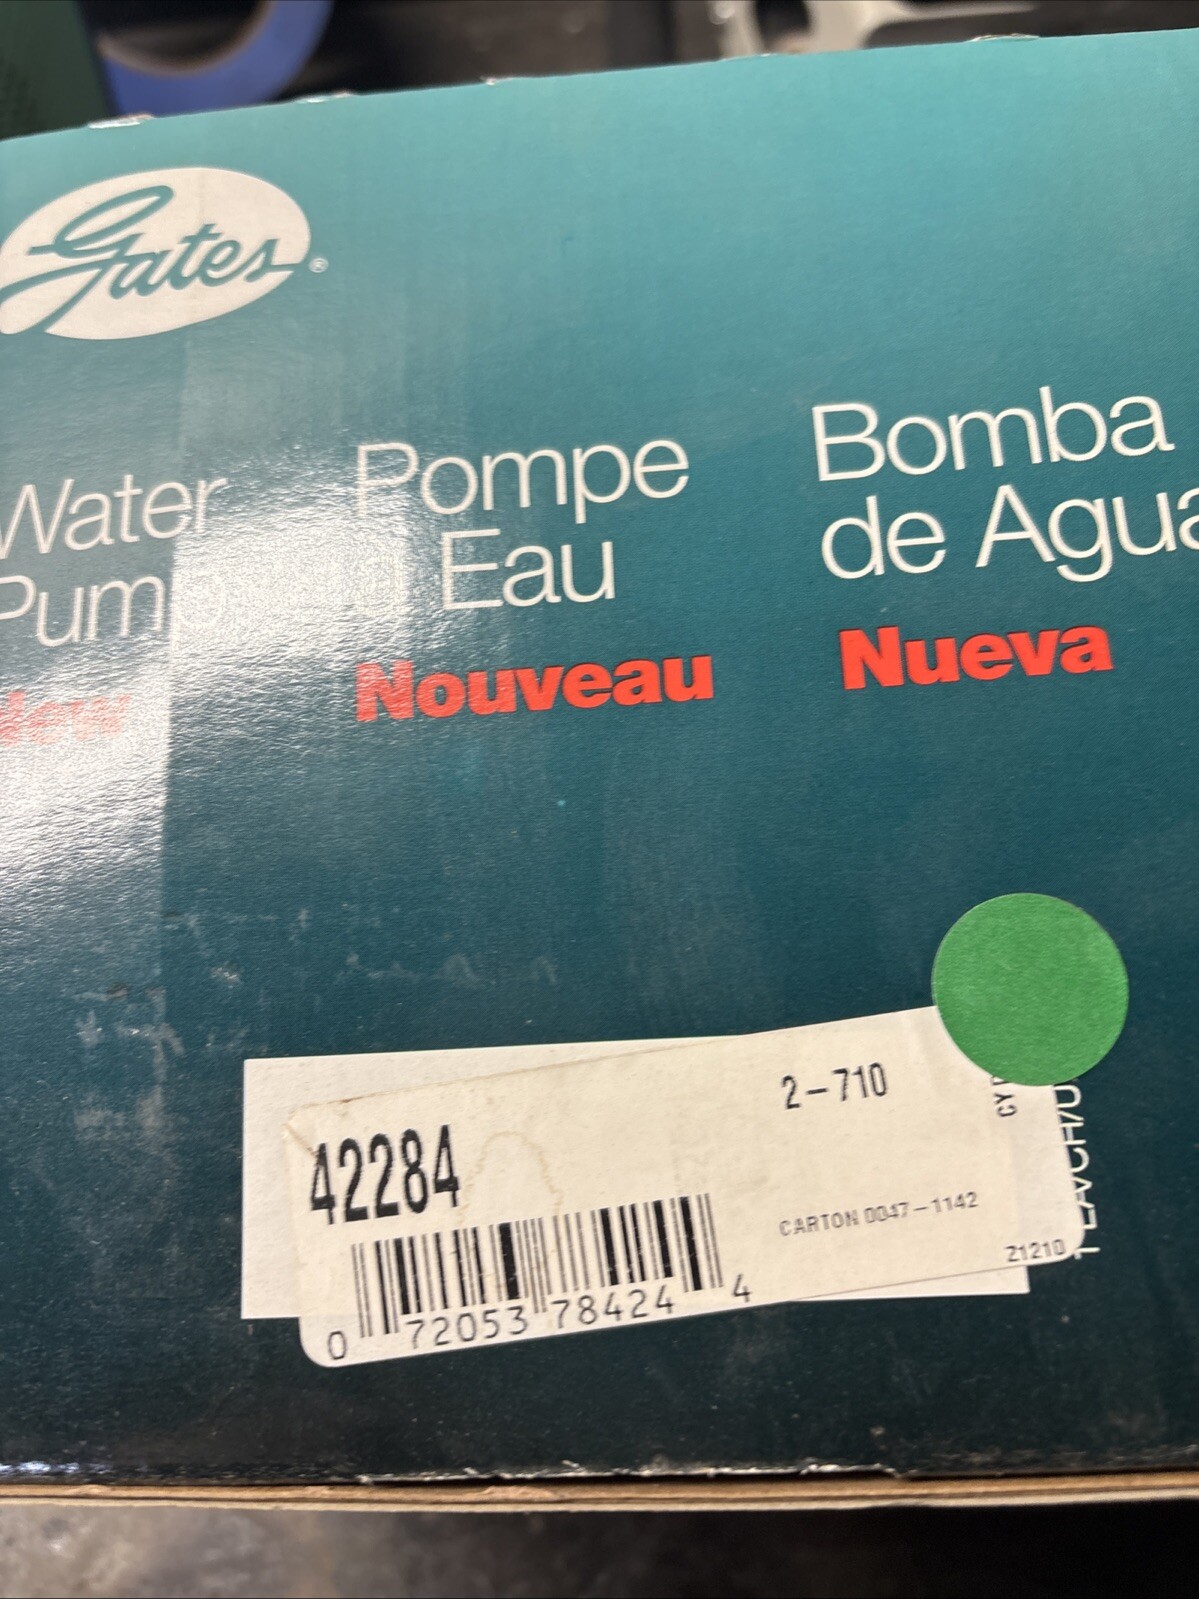 Gates®
Water
Pump
New
Pompe
à Eau
Nouveau
Bomba
de Agua
Nueva
2-710
42284
CARTON 0047-1142
Z1210
0 72053 78424 4